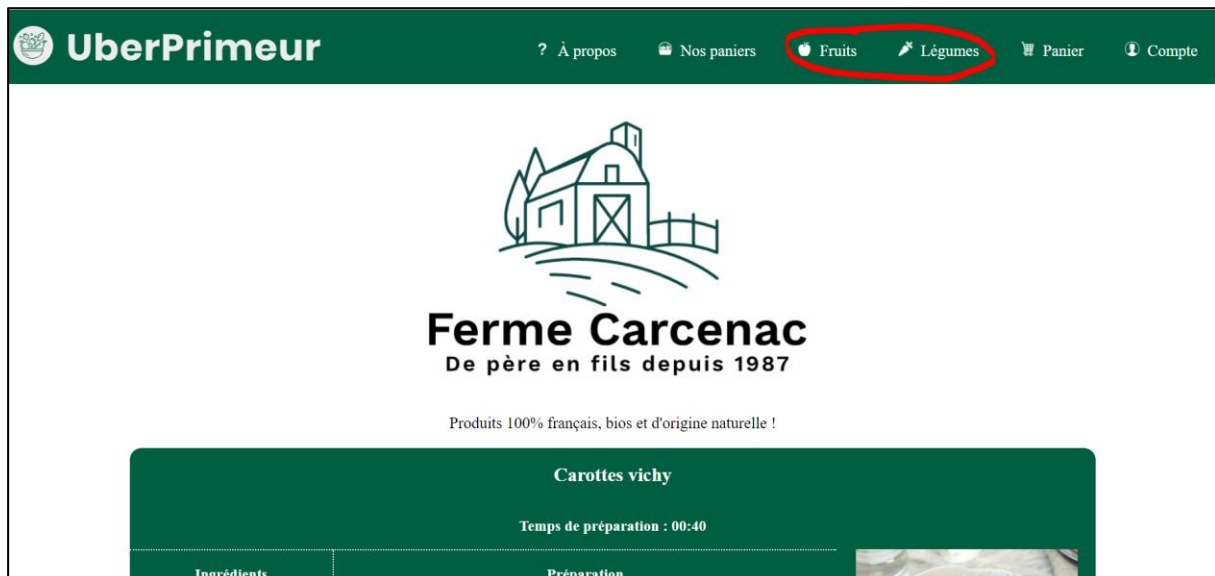 UberPrimeur
? À propos Nos paniers Fruits Légumes Panier Compte
Ferme Carcenac
De père en fils depuis 1987
Produits 100% français, bios et d'origine naturelle !
Carottes vichy
Temps de préparation : 00:40
Ingrédients Préparation